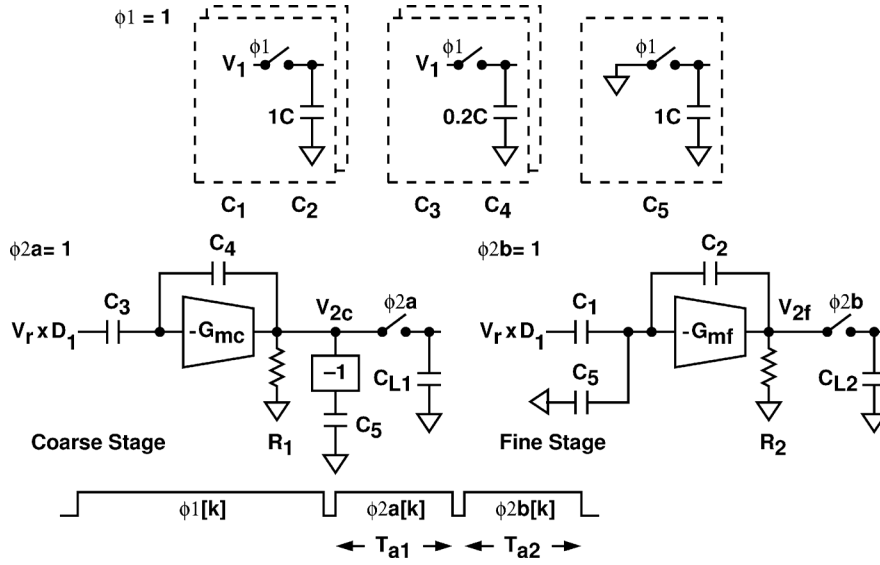 ϕ1 = 1
V1 ϕ1 1C
V1 ϕ1 0.2C
ϕ1 1C
C1 C2 C3 C4 C5
ϕ2a= 1
C4
C3
Vr x D1
-Gmc
V2c
ϕ2a
−1
C5
CL1
R1
Coarse Stage
ϕ2b= 1
C2
C1
Vr x D1
-Gmf
V2f
ϕ2b
C5
CL2
R2
Fine Stage
ϕ1[k] ϕ2a[k] ϕ2b[k]
Ta1 Ta2